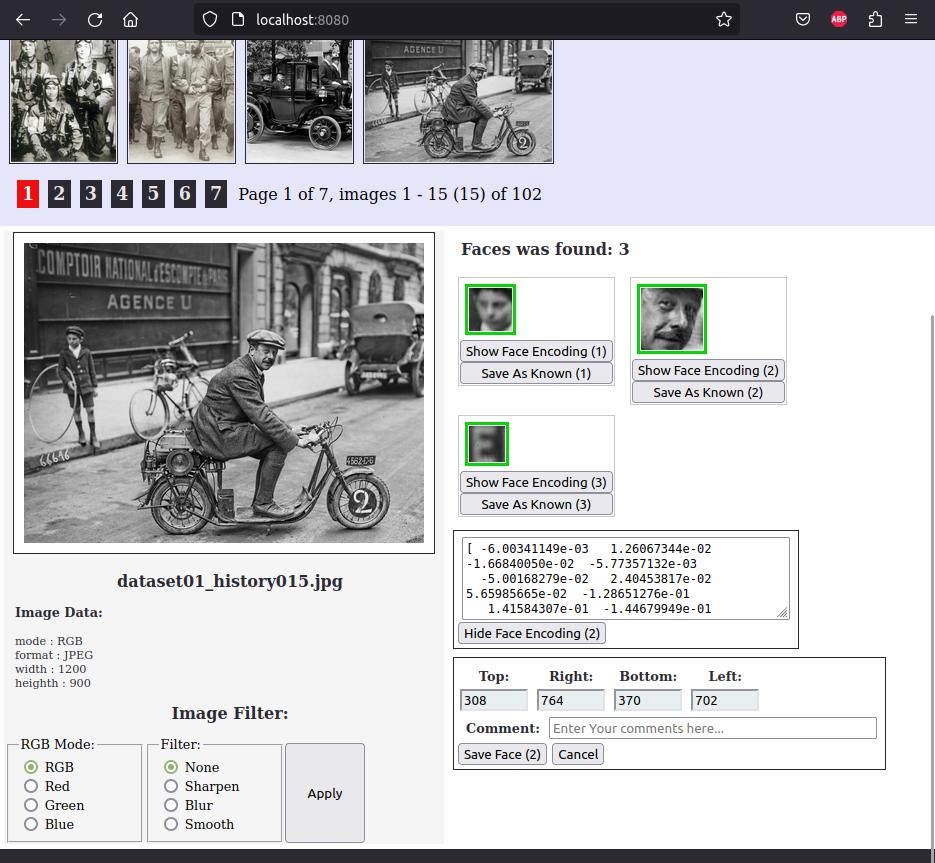 localhost:8080
ABP
AGENCE U
2
1 2 3 4 5 6 7 Page 1 of 7, images 1 - 15 (15) of 102
COMPTOIR NATIONAL d'ESCOMPTE de PARIS
AGENCE U
66616
4562-C-G
2
dataset01_history015.jpg
Image Data:
mode : RGB
format : JPEG
width : 1200
heighth : 900
Image Filter:
RGB Mode:
RGB
Red
Green
Blue
Filter:
None
Sharpen
Blur
Smooth
Apply
Faces was found: 3
Show Face Encoding (1)
Save As Known (1)
Show Face Encoding (2)
Save As Known (2)
Show Face Encoding (3)
Save As Known (3)
[ -6.00341149e-03 1.26067344e-02
-1.66840050e-02 -5.77357132e-03
-5.00168279e-02 2.40453817e-02
5.65985665e-02 -1.28651276e-01
1.41584307e-01 -1.44679949e-01
Hide Face Encoding (2)
Top: Right: Bottom: Left:
308 764 370 702
Comment: Enter Your comments here...
Save Face (2) Cancel